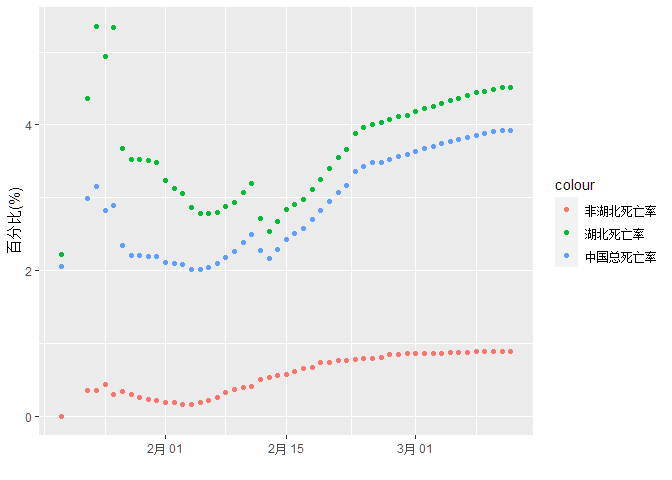 百分比(%)
4
2
0
2月 01
2月 15
3月 01
colour
非湖北死亡率
湖北死亡率
中国总死亡率